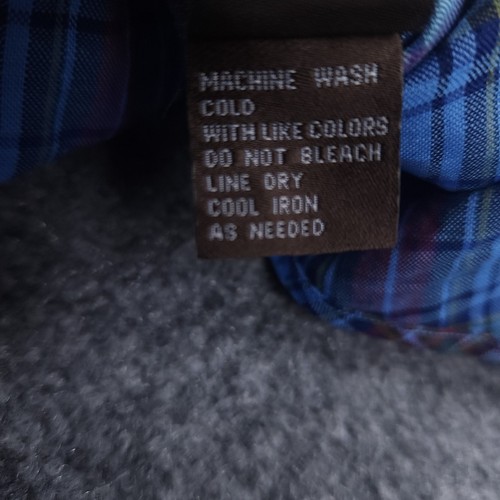 MACHINE WASH
COLD
WITH LIKE COLORS
DO NOT BLEACH
LINE DRY
COOL IRON
AS NEEDED